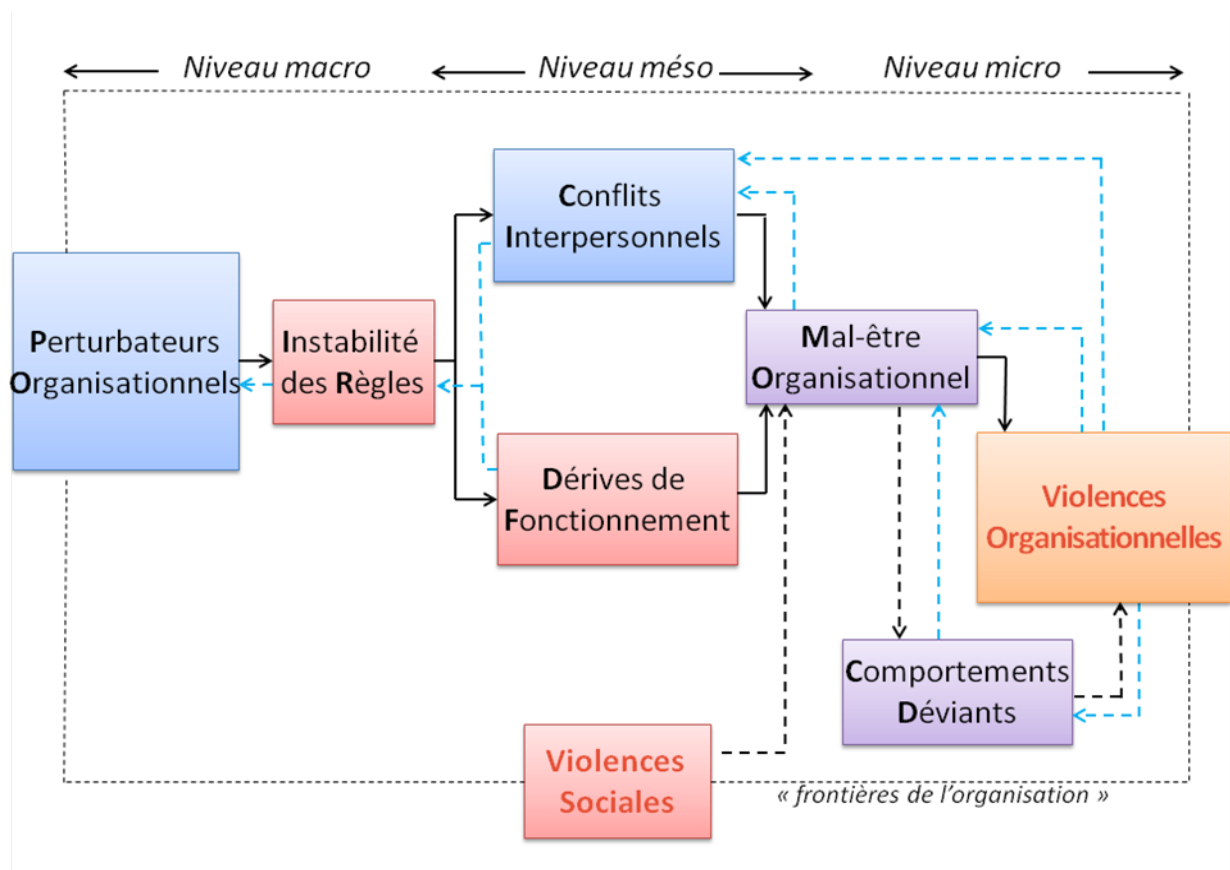 Niveau macro
Niveau méso
Niveau micro
Conflits
Interpersonnels
Perturbateurs
Organisationnels
Instabilité
des Règles
Mal-être
Organisationnel
Dérives de
Fonctionnement
Violences
Organisationnelles
Comportements
Déviants
Violences
Sociales
« frontières de l’organisation »